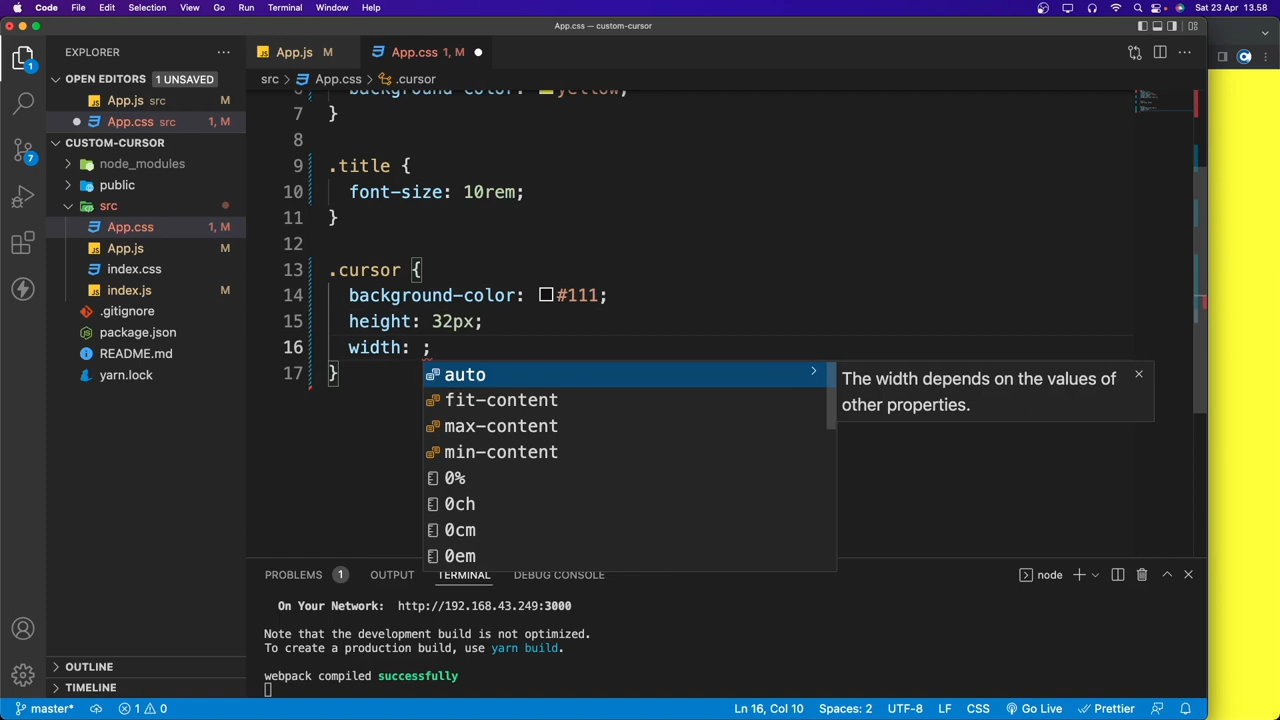 Code File Edit Selection View Go Run Terminal Window Help Sat 23 Apr 13.58
App.css — custom-cursor
EXPLORER
App.js M App.css 1, M
OPEN EDITORS 1 UNSAVED
src App.css .cursor
App.js src M
App.css src 1, M
CUSTOM-CURSOR
node_modules
public
src
App.css 1, M
App.js M
index.css
index.js M
.gitignore
package.json
README.md
yarn.lock
OUTLINE
TIMELINE
1
7
6 background-color: yellow;
7 }
8
9 .title {
10 font-size: 10rem;
11 }
12
13 .cursor {
14 background-color: #111;
15 height: 32px;
16 width: ;
17 }
auto
fit-content
max-content
min-content
0%
0ch
0cm
0em
The width depends on the values of
other properties.
PROBLEMS 1 OUTPUT TERMINAL DEBUG CONSOLE node
On Your Network: http://192.168.43.249:3000
Note that the development build is not optimized.
To create a production build, use yarn build.
webpack compiled successfully
master* 1 0 Ln 16, Col 10 Spaces: 2 UTF-8 LF CSS Go Live Prettier